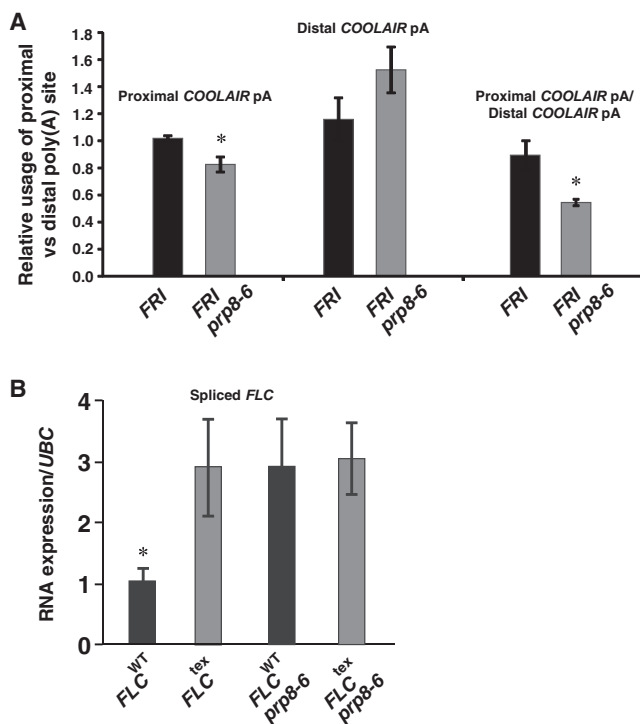 A
Relative usage of proximal
vs distal poly(A) site
1.8
1.6
1.4
1.2
1.0
0.8
0.6
0.4
0.2
0.0
Proximal COOLAIR pA
Distal COOLAIR pA
Proximal COOLAIR pA/
Distal COOLAIR pA
*
*
FRI
FRI
prp8-6
FRI
FRI
prp8-6
FRI
FRI
prp8-6
B
Spliced FLC
RNA expression/UBC
4
3
2
1
0
*
FLC WT
FLC tex
FLC WT
prp8-6
FLC tex
prp8-6